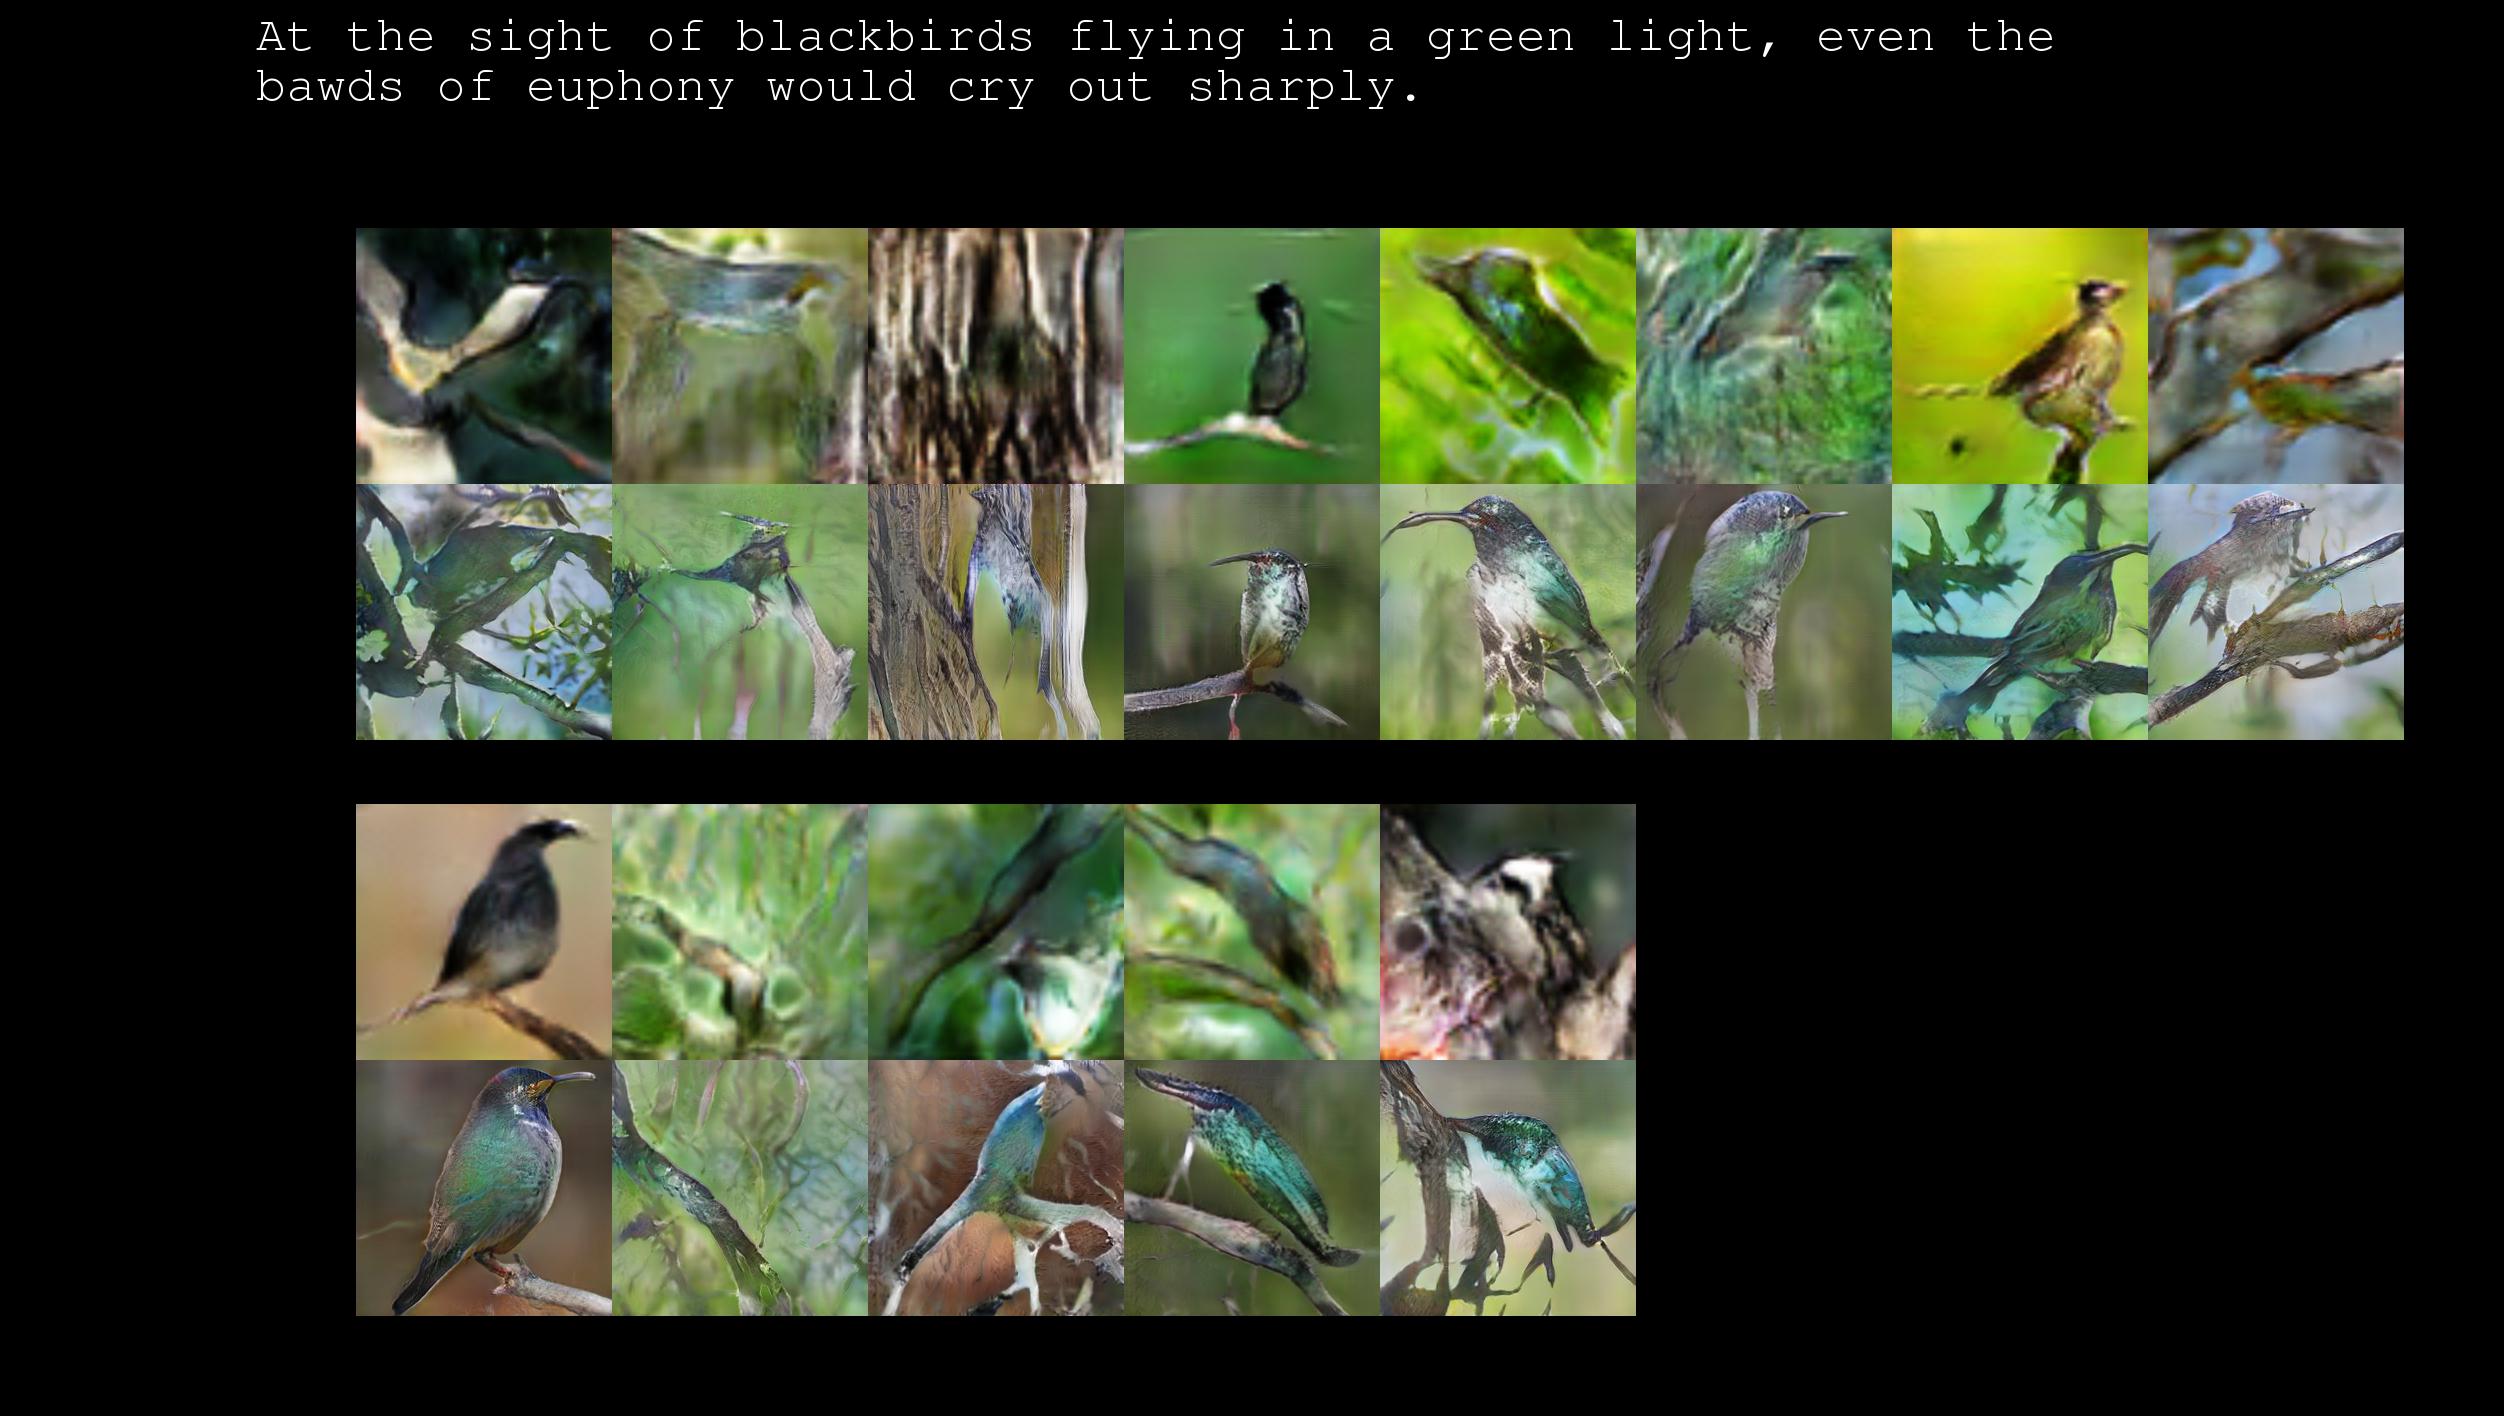 At the sight of blackbirds flying in a green light, even the
bawds of euphony would cry out sharply.